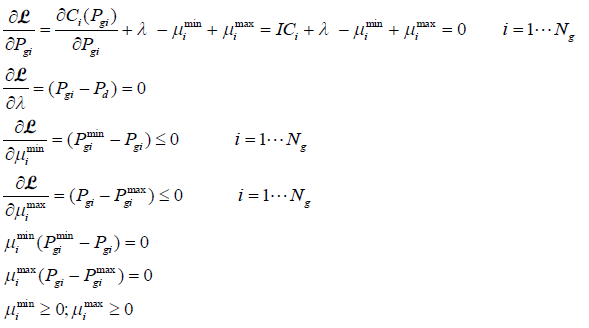 ∂𝓛/∂P_gi = ∂C_i(P_gi)/∂P_gi + λ − μ_i^min + μ_i^max = IC_i + λ − μ_i^min + μ_i^max = 0    i = 1⋯N_g
∂𝓛/∂λ = (P_gi − P_d) = 0
∂𝓛/∂μ_i^min = (P_gi^min − P_gi) ≤ 0    i = 1⋯N_g
∂𝓛/∂μ_i^max = (P_gi − P_gi^max) ≤ 0    i = 1⋯N_g
μ_i^min (P_gi^min − P_gi) = 0
μ_i^max (P_gi − P_gi^max) = 0
μ_i^min ≥ 0; μ_i^max ≥ 0